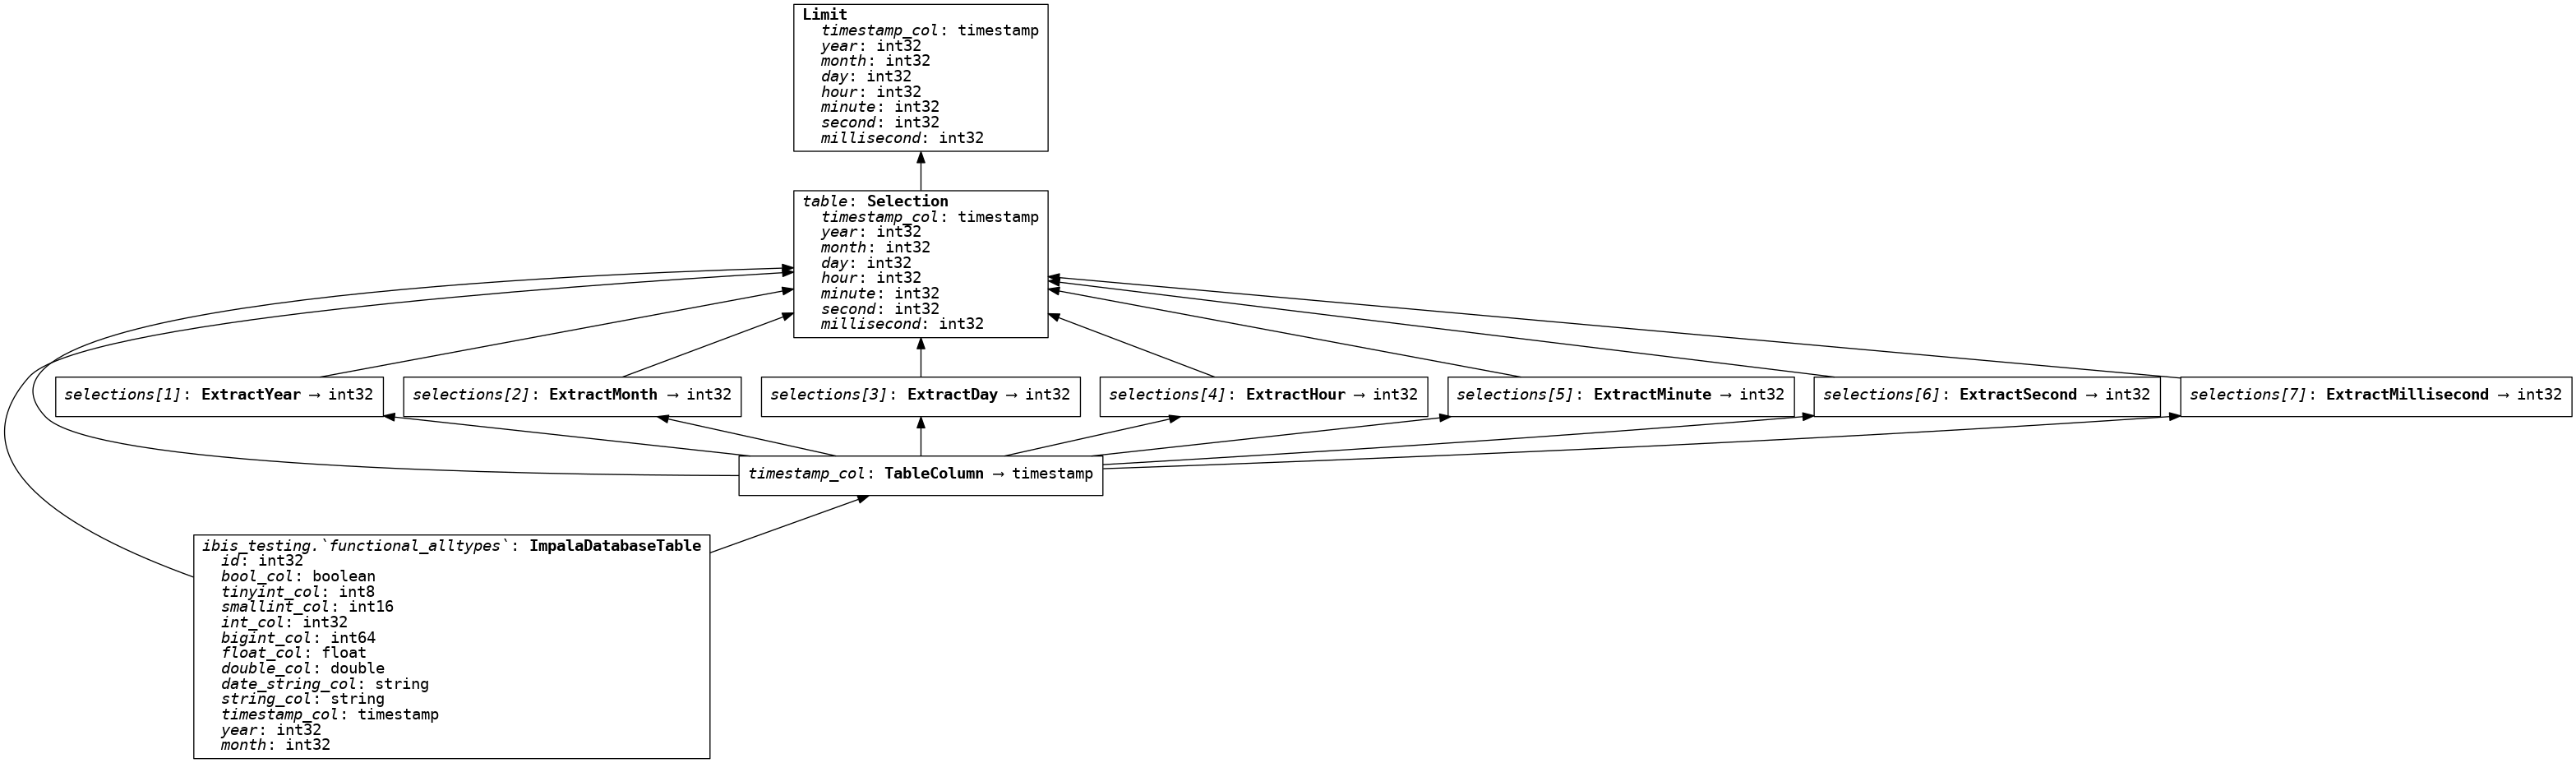 Limit
timestamp_col: timestamp
year: int32
month: int32
day: int32
hour: int32
minute: int32
second: int32
millisecond: int32
table: Selection
timestamp_col: timestamp
year: int32
month: int32
day: int32
hour: int32
minute: int32
second: int32
millisecond: int32
selections[1]: ExtractYear → int32
selections[2]: ExtractMonth → int32
selections[3]: ExtractDay → int32
selections[4]: ExtractHour → int32
selections[5]: ExtractMinute → int32
selections[6]: ExtractSecond → int32
selections[7]: ExtractMillisecond → int32
timestamp_col: TableColumn → timestamp
ibis_testing.`functional_alltypes`: ImpalaDatabaseTable
id: int32
bool_col: boolean
tinyint_col: int8
smallint_col: int16
int_col: int32
bigint_col: int64
float_col: float
double_col: double
date_string_col: string
string_col: string
timestamp_col: timestamp
year: int32
month: int32